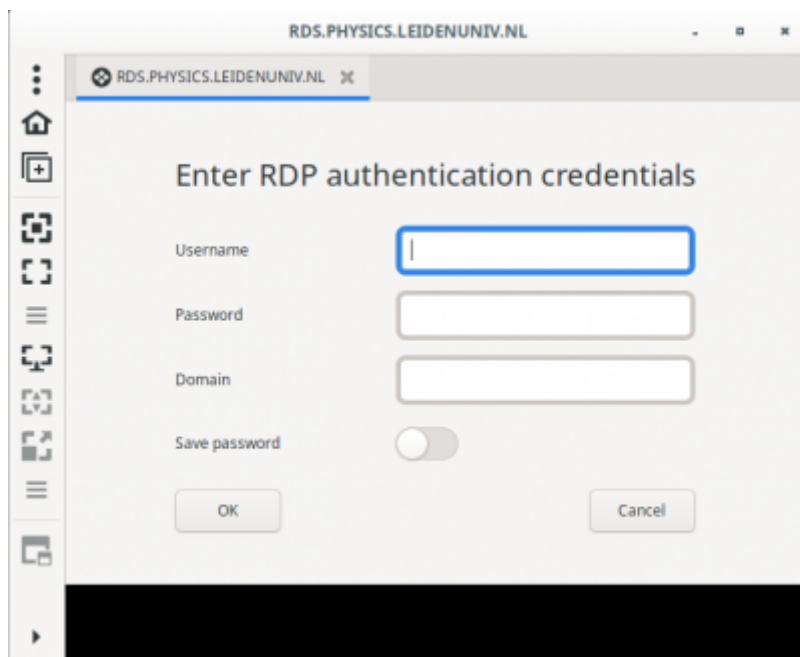 RDS.PHYSICS.LEIDENUNIV.NL
RDS.PHYSICS.LEIDENUNIV.NL
Enter RDP authentication credentials
Username
Password
Domain
Save password
OK Cancel